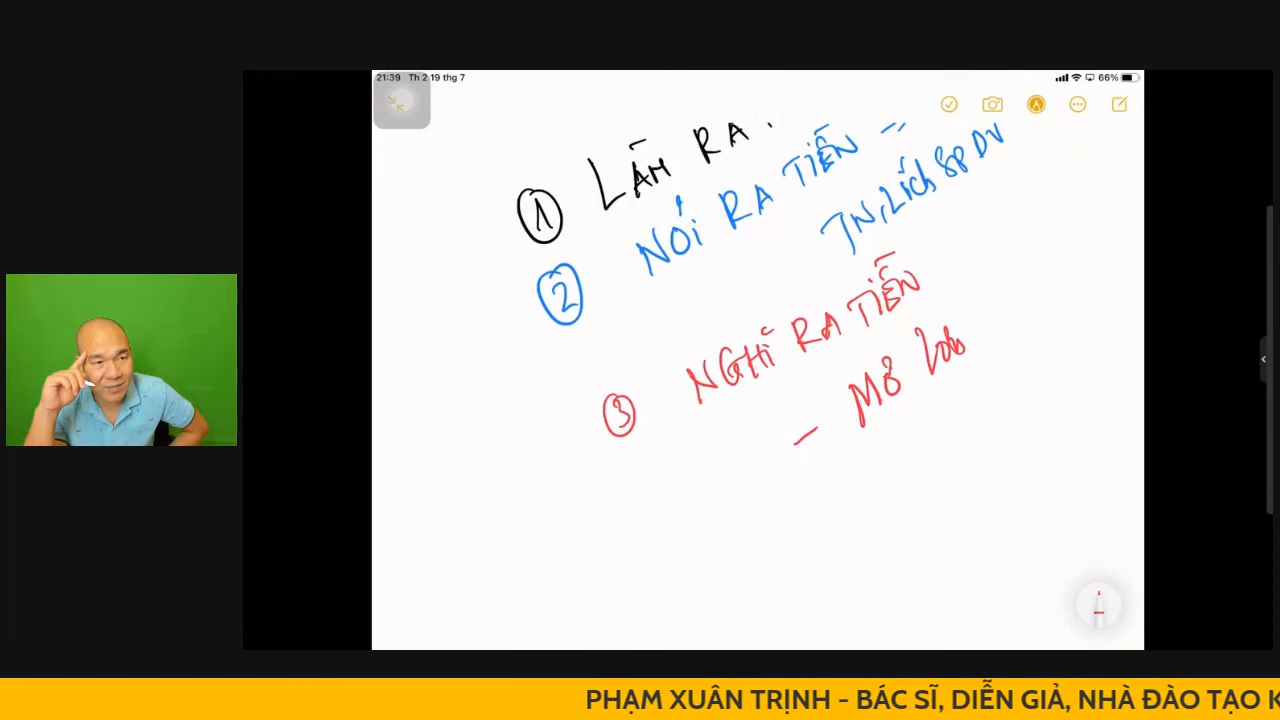 21:39 Th 2 19 thg 7
66%
① LÀM RA.
② NÓI RA TIỀN =
TN, Lích SP DV
③ NGHĨ RA TIỀN
- MỞ
PHẠM XUÂN TRỊNH - BÁC SĨ, DIỄN GIẢ, NHÀ ĐÀO TẠO K